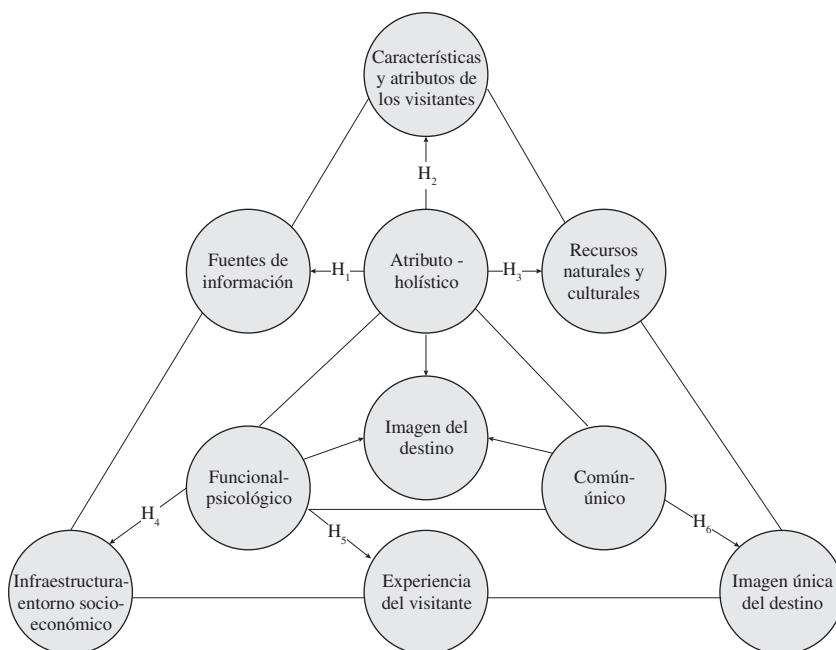 Características
y atributos de
los visitantes
H2
Fuentes de
información
H1
Atributo -
holístico
H3
Recursos
naturales y
culturales
Imagen del
destino
Funcional-
psicológico
Común-
único
H4
H5
H6
Infraestructura-
entorno socio-
económico
Experiencia
del visitante
Imagen única
del destino